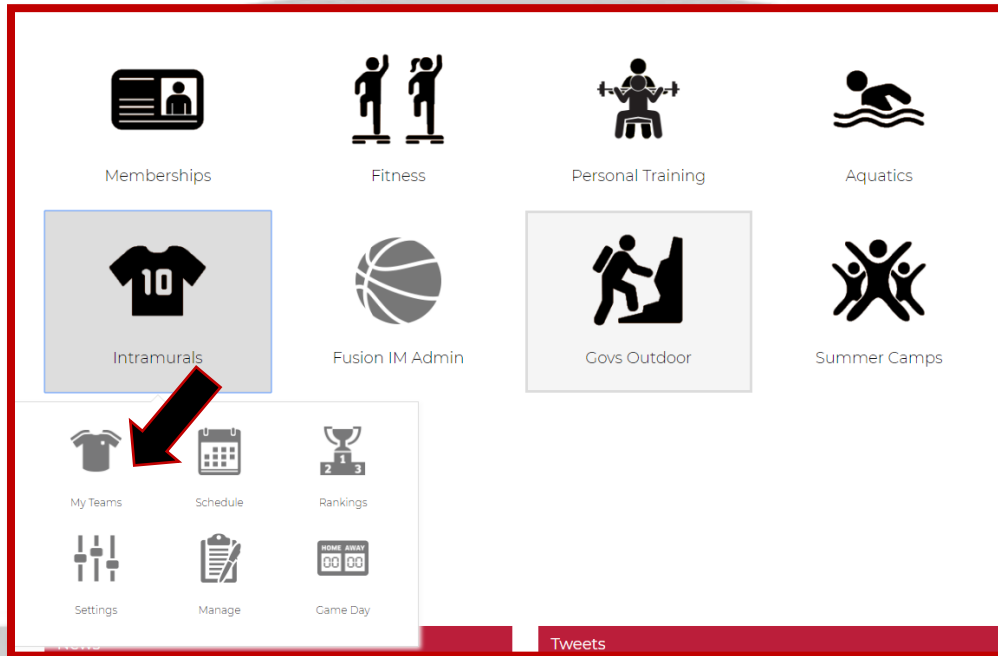 Memberships
Fitness
Personal Training
Aquatics
10
Intramurals
Fusion IM Admin
Govs Outdoor
Summer Camps
My Teams
Schedule
1
2 3
Rankings
Settings
Manage
HOME AWAY
00 00
Game Day
News
Tweets